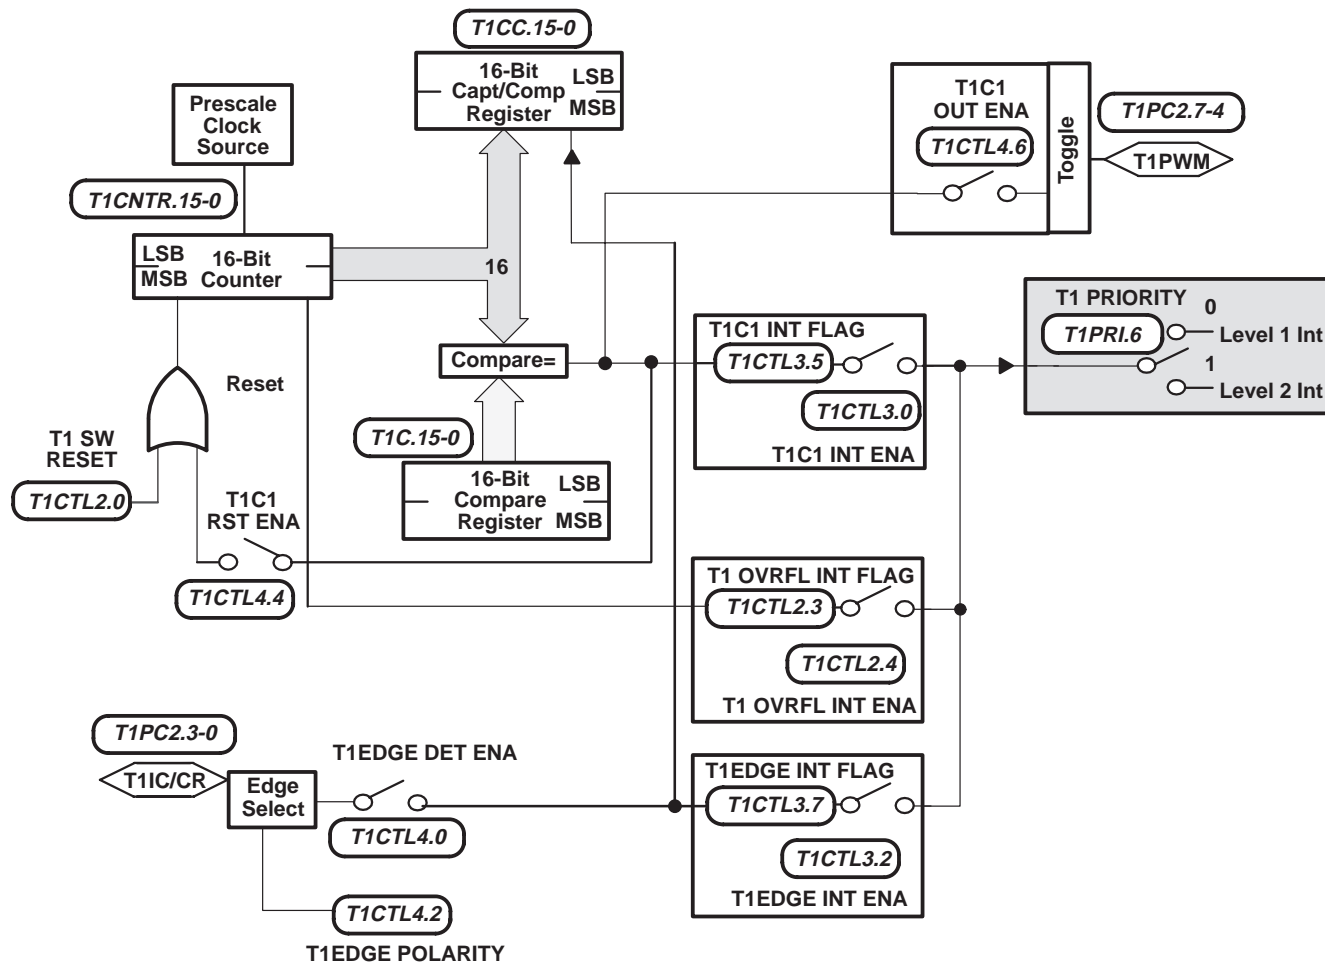 T1CC.15-0
16-Bit
Capt/Comp
Register
LSB
MSB
Prescale
Clock
Source
T1CNTR.15-0
LSB
MSB
16-Bit
Counter
16
T1C1
OUT ENA
T1CTL4.6
Toggle
T1PC2.7-4
T1PWM
Compare=
T1C1 INT FLAG
T1CTL3.5
T1CTL3.0
T1C1 INT ENA
T1 PRIORITY
T1PRI.6
0
Level 1 Int
1
Level 2 Int
Reset
T1 SW
RESET
T1CTL2.0
T1C1
RST ENA
T1CTL4.4
T1C.15-0
16-Bit
Compare
Register
LSB
MSB
T1 OVRFL INT FLAG
T1CTL2.3
T1CTL2.4
T1 OVRFL INT ENA
T1PC2.3-0
T1IC/CR
Edge
Select
T1EDGE DET ENA
T1CTL4.0
T1CTL4.2
T1EDGE POLARITY
T1EDGE INT FLAG
T1CTL3.7
T1CTL3.2
T1EDGE INT ENA